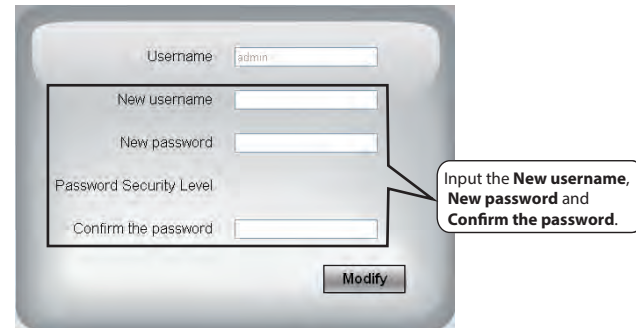 Username admin
New username
New password
Password Security Level
Confirm the password
Modify
Input the New username,
New password and
Confirm the password.